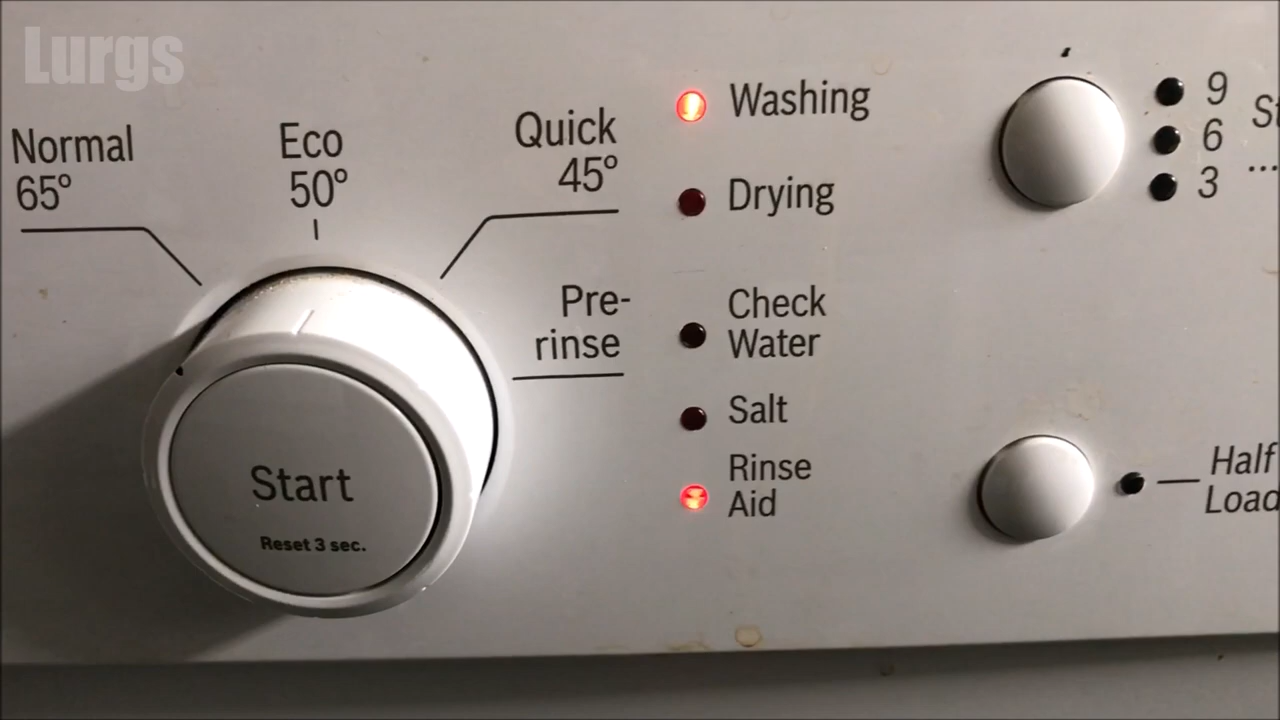 Lurgs
Normal
65°
Eco
50°
Quick
45°
Pre-
rinse
Start
Reset 3 sec.
Washing
Drying
Check
Water
Salt
Rinse
Aid
9
6
3
...
Half
Load